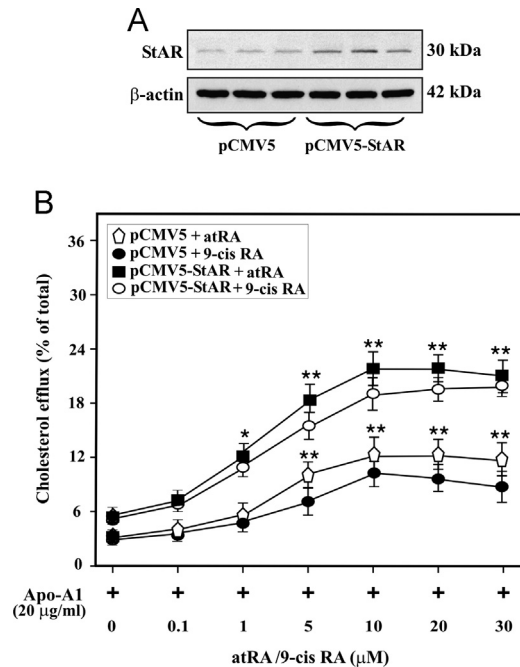 A
StAR
30 kDa
β-actin
42 kDa
pCMV5
pCMV5-StAR
B
pCMV5 + atRA
pCMV5 + 9-cis RA
pCMV5-StAR + atRA
pCMV5-StAR + 9-cis RA
Cholesterol efflux (% of total)
36
30
24
18
12
6
0
* ** ** ** **
** ** ** **
Apo-A1 + + + + + + +
(20 µg/ml)
0 0.1 1 5 10 20 30
atRA/9-cis RA (µM)